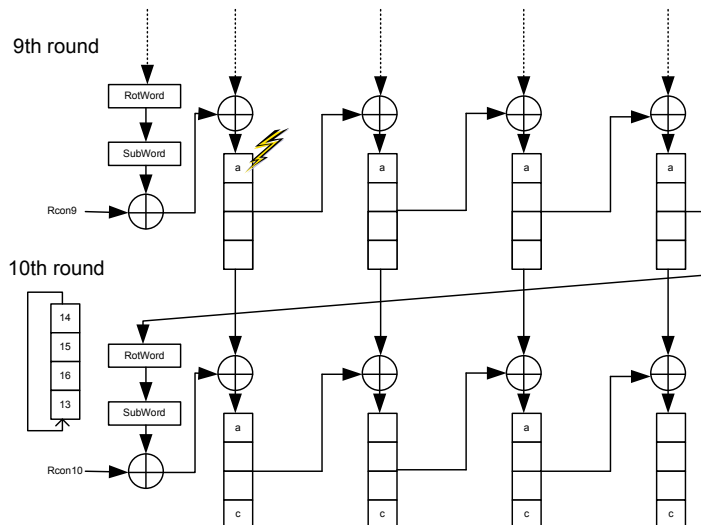 9th round
RotWord
SubWord
a a a a
Rcon9
10th round
14
15
RotWord
16
13
SubWord
a a
Rcon10
c c c c